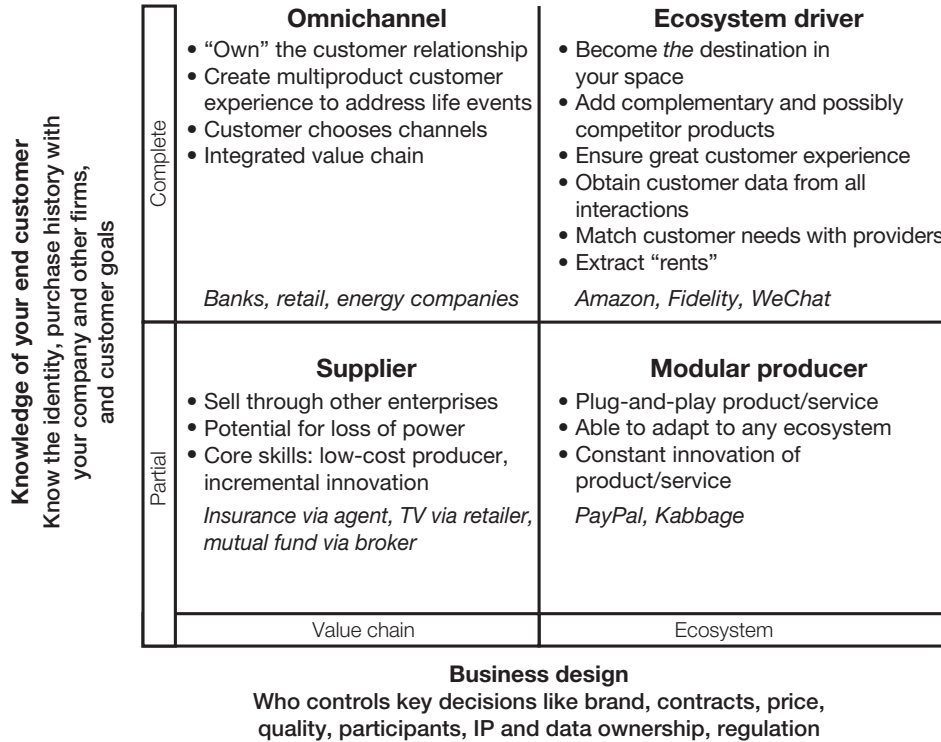 Knowledge of your end customer
Know the identity, purchase history with
your company and other firms,
and customer goals
Complete
Omnichannel
• “Own” the customer relationship
• Create multiproduct customer
experience to address life events
• Customer chooses channels
• Integrated value chain
Banks, retail, energy companies
Ecosystem driver
• Become the destination in
your space
• Add complementary and possibly
competitor products
• Ensure great customer experience
• Obtain customer data from all
interactions
• Match customer needs with providers
• Extract “rents”
Amazon, Fidelity, WeChat
Partial
Supplier
• Sell through other enterprises
• Potential for loss of power
• Core skills: low-cost producer,
incremental innovation
Insurance via agent, TV via retailer,
mutual fund via broker
Modular producer
• Plug-and-play product/service
• Able to adapt to any ecosystem
• Constant innovation of
product/service
PayPal, Kabbage
Value chain
Ecosystem
Business design
Who controls key decisions like brand, contracts, price,
quality, participants, IP and data ownership, regulation